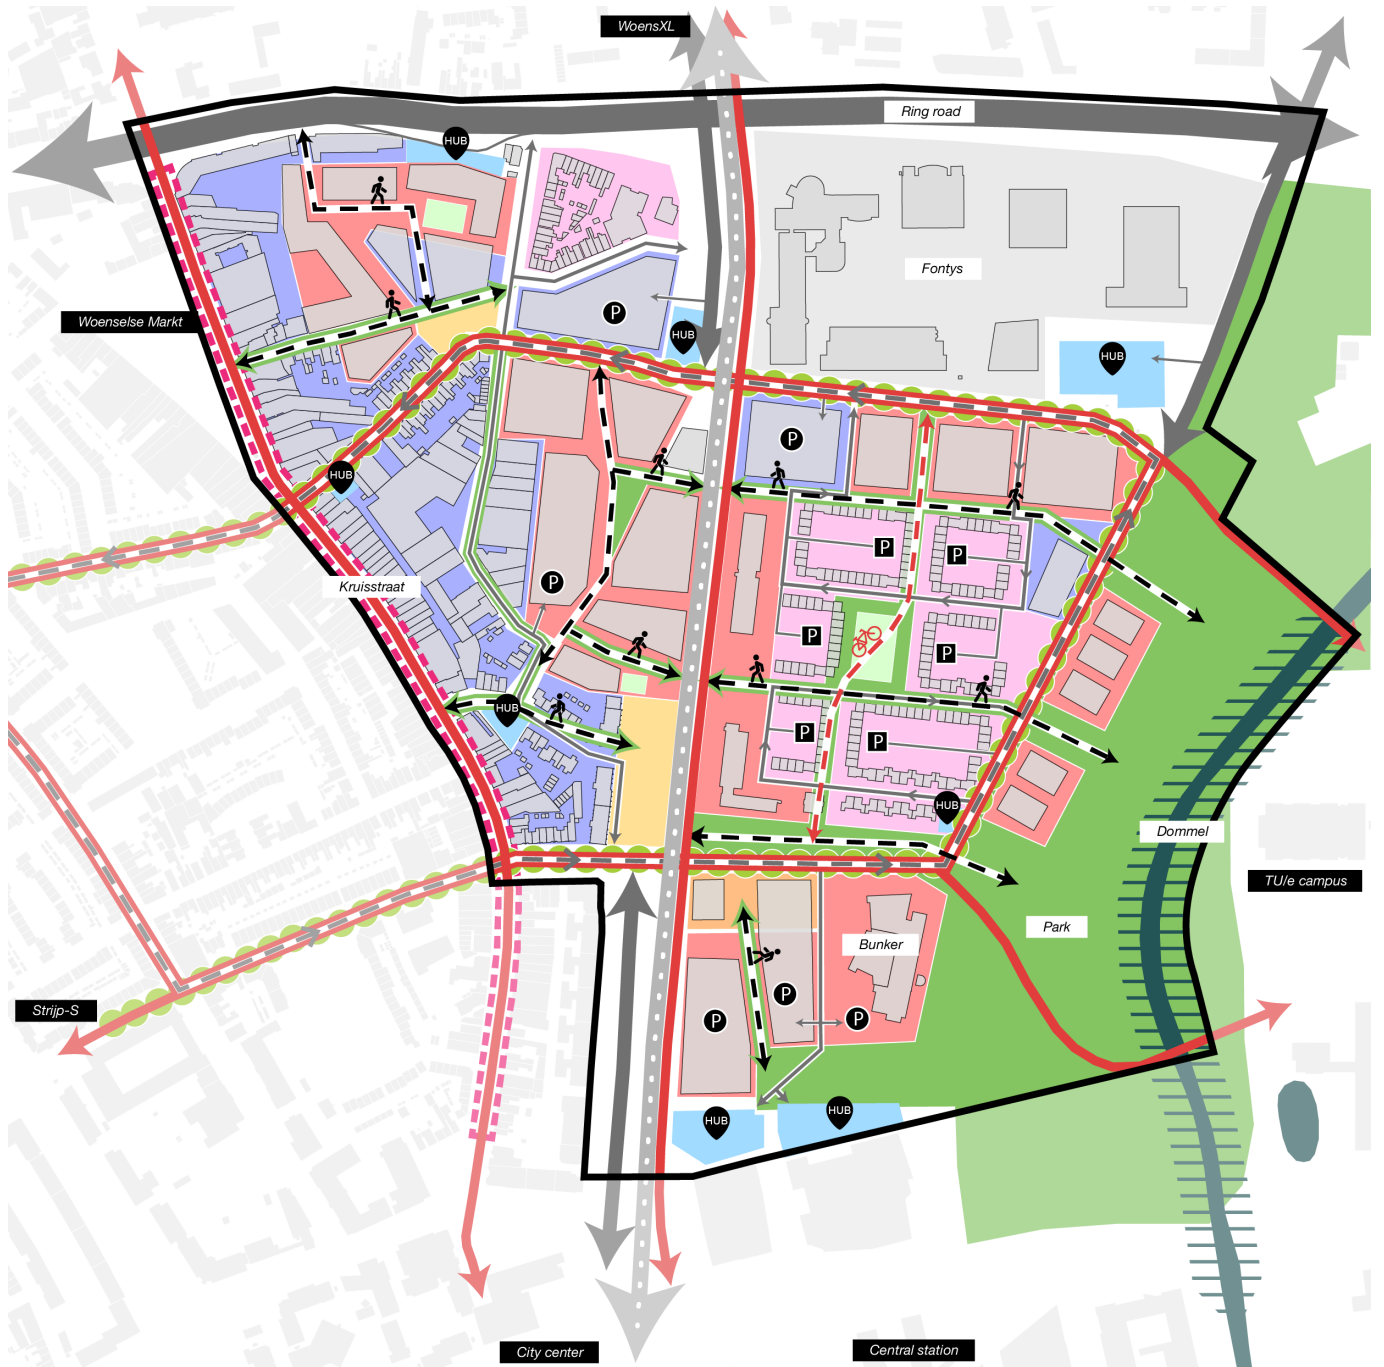 WoensXL
Ring road
HUB
Fontys
P
Woenselse Markt
HUB
HUB
P
HUB
P
P
P
Kruisstraat
P
P
HUB
P
P
HUB
Dommel
TU/e campus
Park
Bunker
P
Strijp-S
P
P
HUB
HUB
City center
Central station